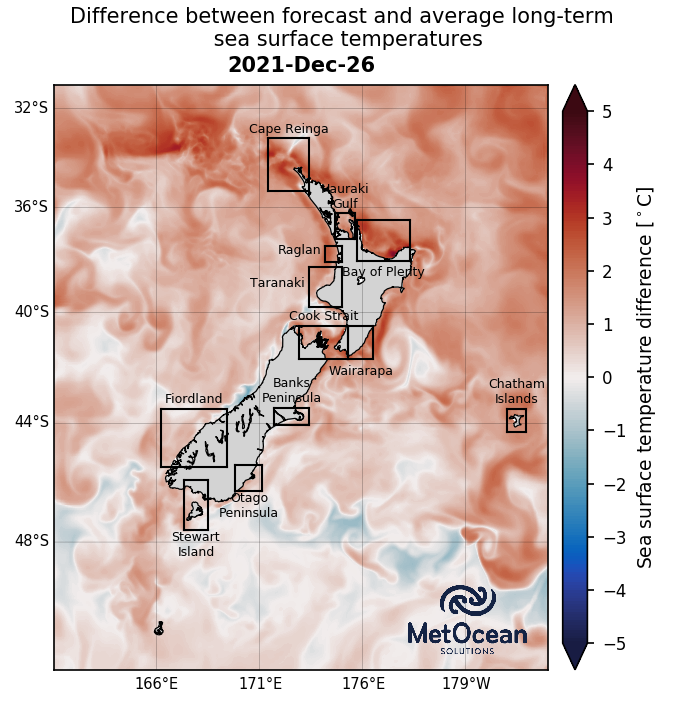 Difference between forecast and average long-term
sea surface temperatures
2021-Dec-26
32°S
36°S
40°S
44°S
48°S
166°E
171°E
176°E
179°W
Cape Reinga
Hauraki
Gulf
Raglan
Bay of Plenty
Taranaki
Cook Strait
Wairarapa
Banks
Peninsula
Chatham
Islands
Fiordland
Otago
Peninsula
Stewart
Island
MetOcean
SOLUTIONS
5
4
3
2
1
0
−1
−2
−3
−4
−5
Sea surface temperature difference [°C]